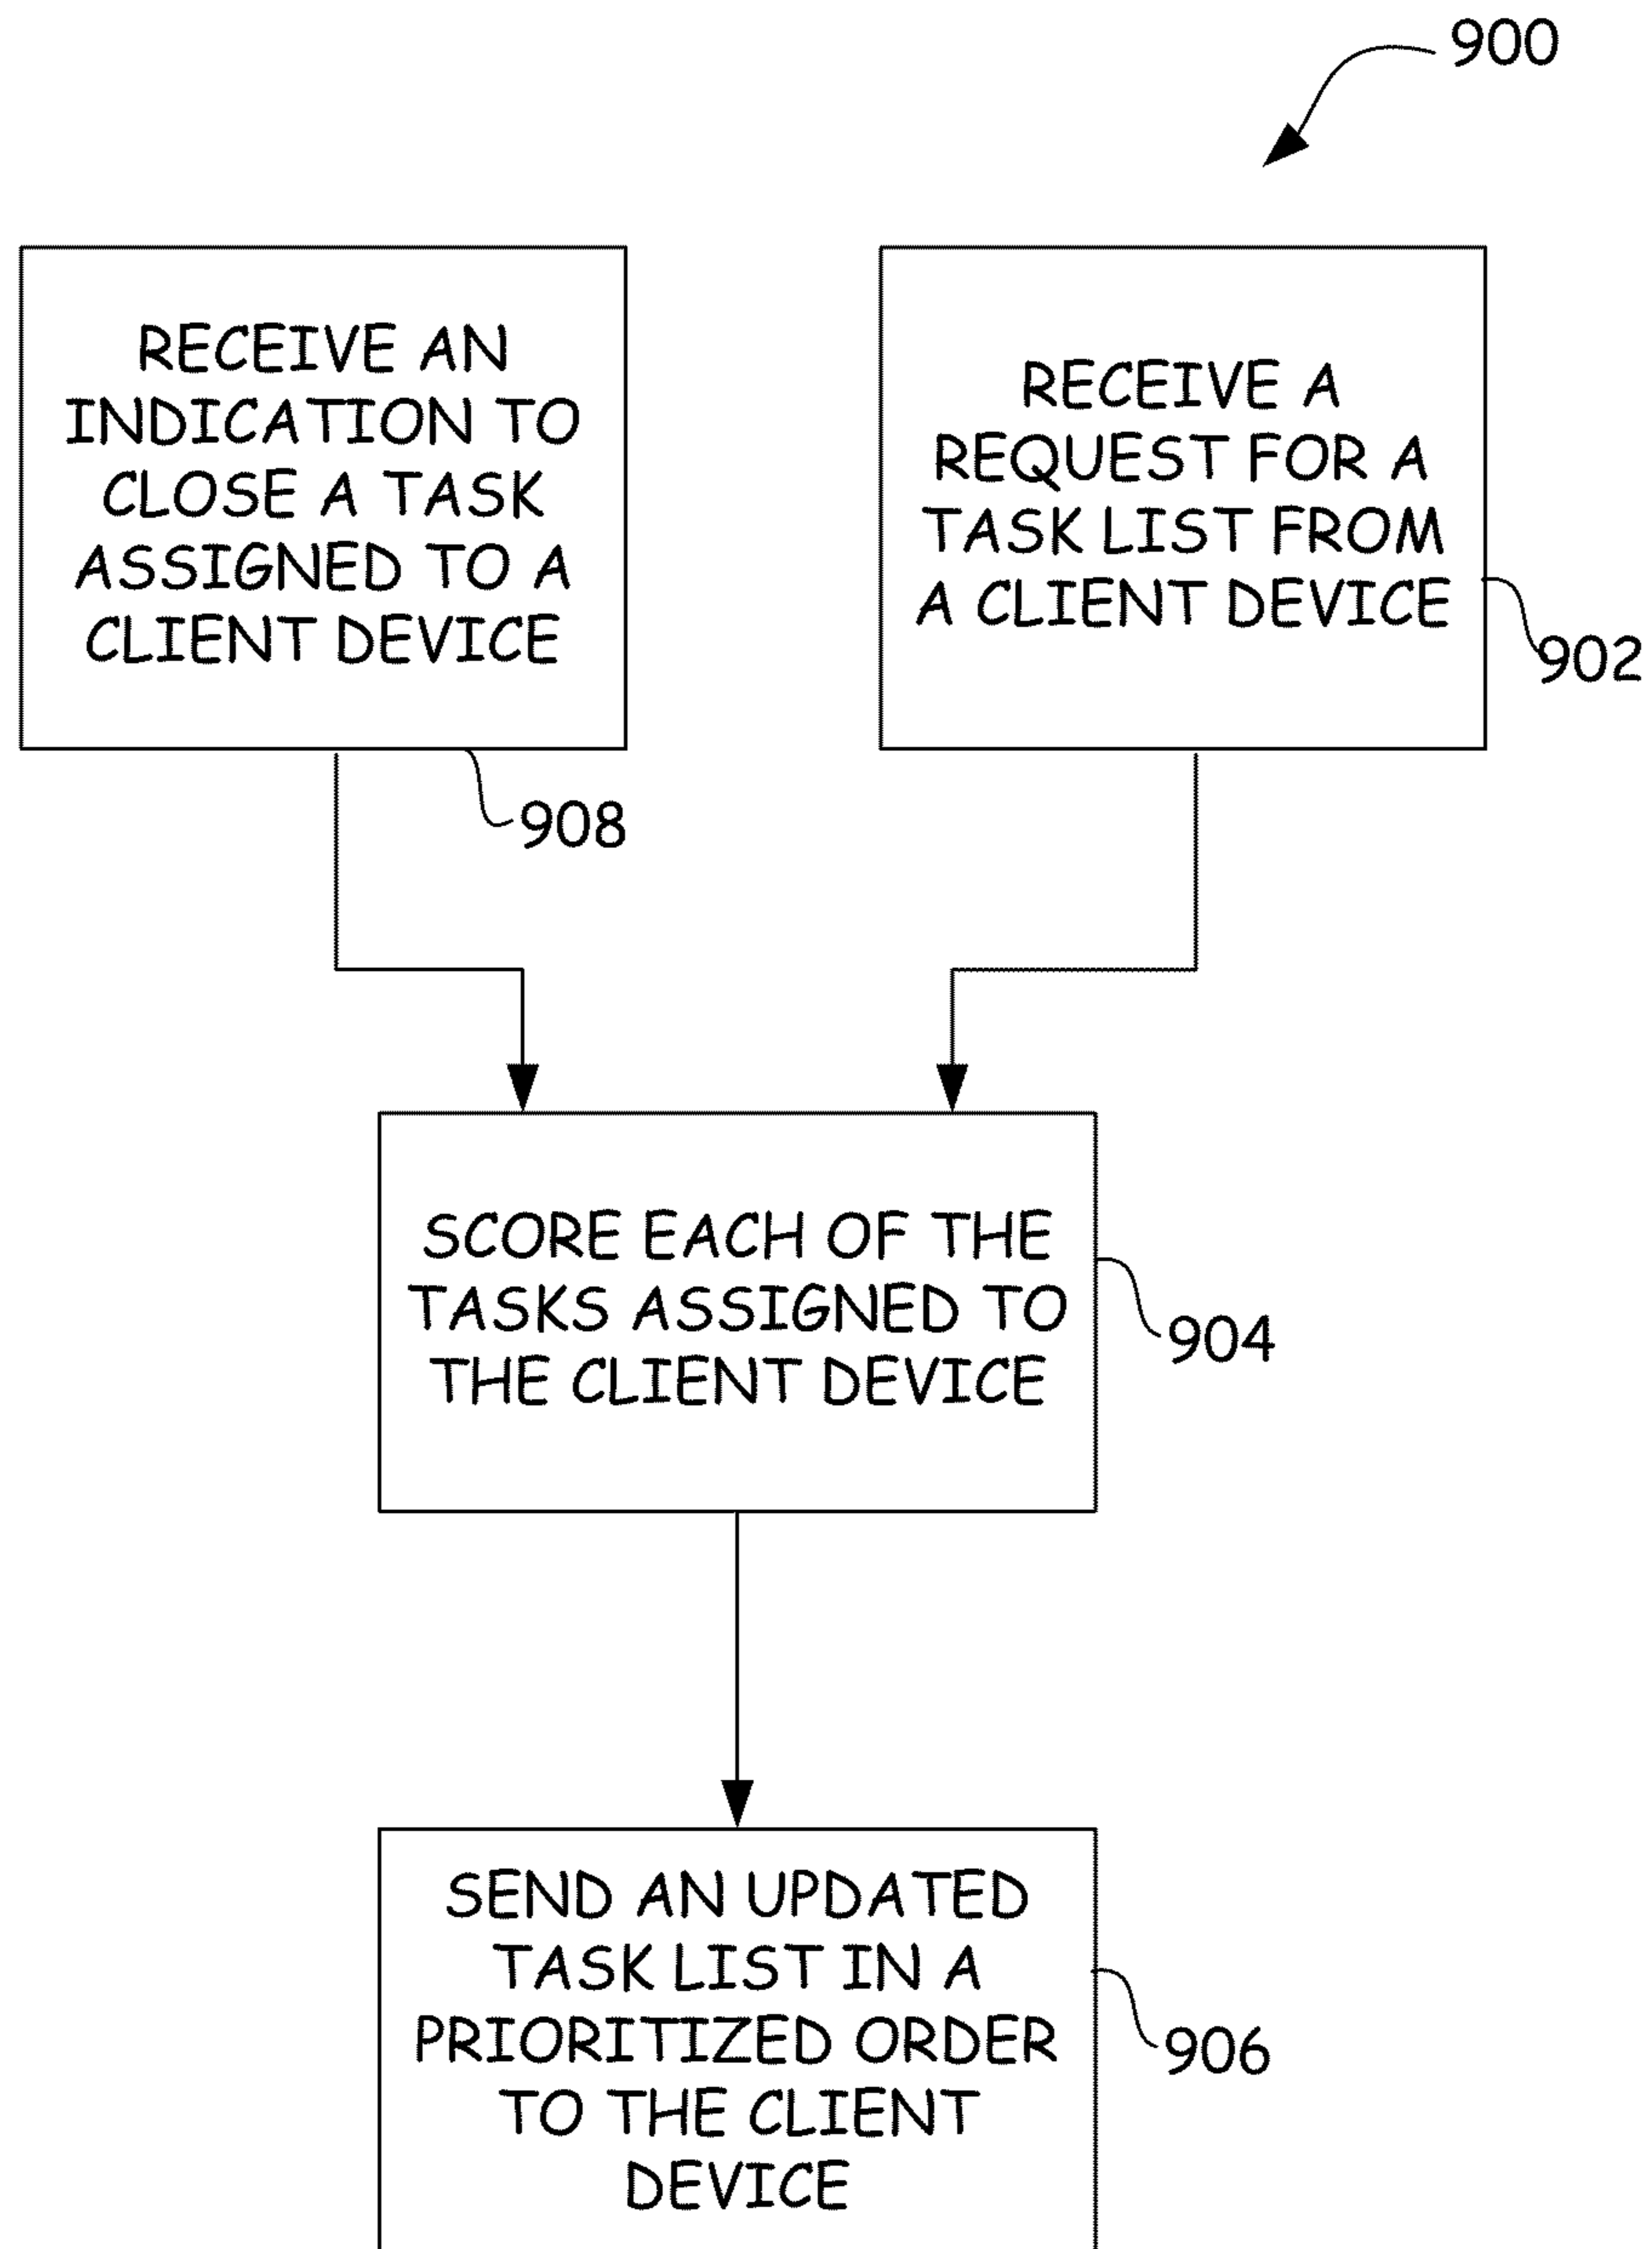 900
RECEIVE AN
INDICATION TO
CLOSE A TASK
ASSIGNED TO A
CLIENT DEVICE
908
RECEIVE A
REQUEST FOR A
TASK LIST FROM
A CLIENT DEVICE
902
SCORE EACH OF THE
TASKS ASSIGNED TO
THE CLIENT DEVICE
904
SEND AN UPDATED
TASK LIST IN A
PRIORITIZED ORDER
TO THE CLIENT
DEVICE
906